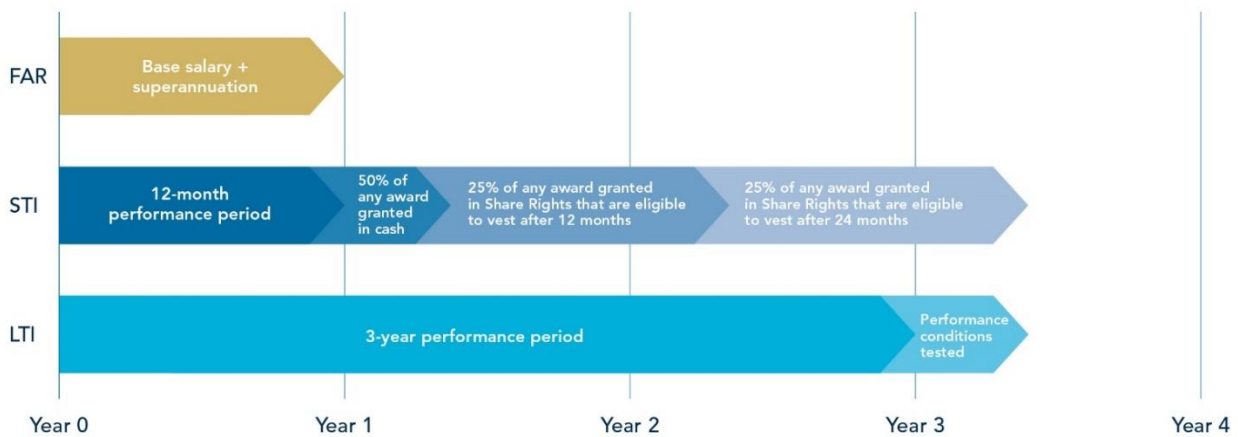 FAR
Base salary +
superannuation
STI
12-month
performance period
50% of
any award
granted
in cash
25% of any award granted
in Share Rights that are eligible
to vest after 12 months
25% of any award granted
in Share Rights that are eligible
to vest after 24 months
LTI
3-year performance period
Performance
conditions
tested
Year 0
Year 1
Year 2
Year 3
Year 4